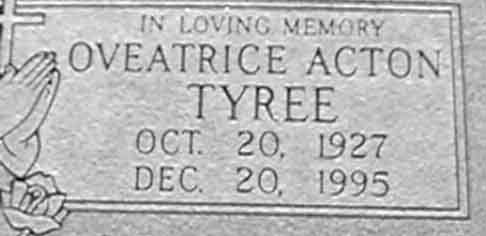 IN LOVING MEMORY
OVEATRICE ACTON
TYREE
OCT. 20, 1927
DEC. 20, 1995